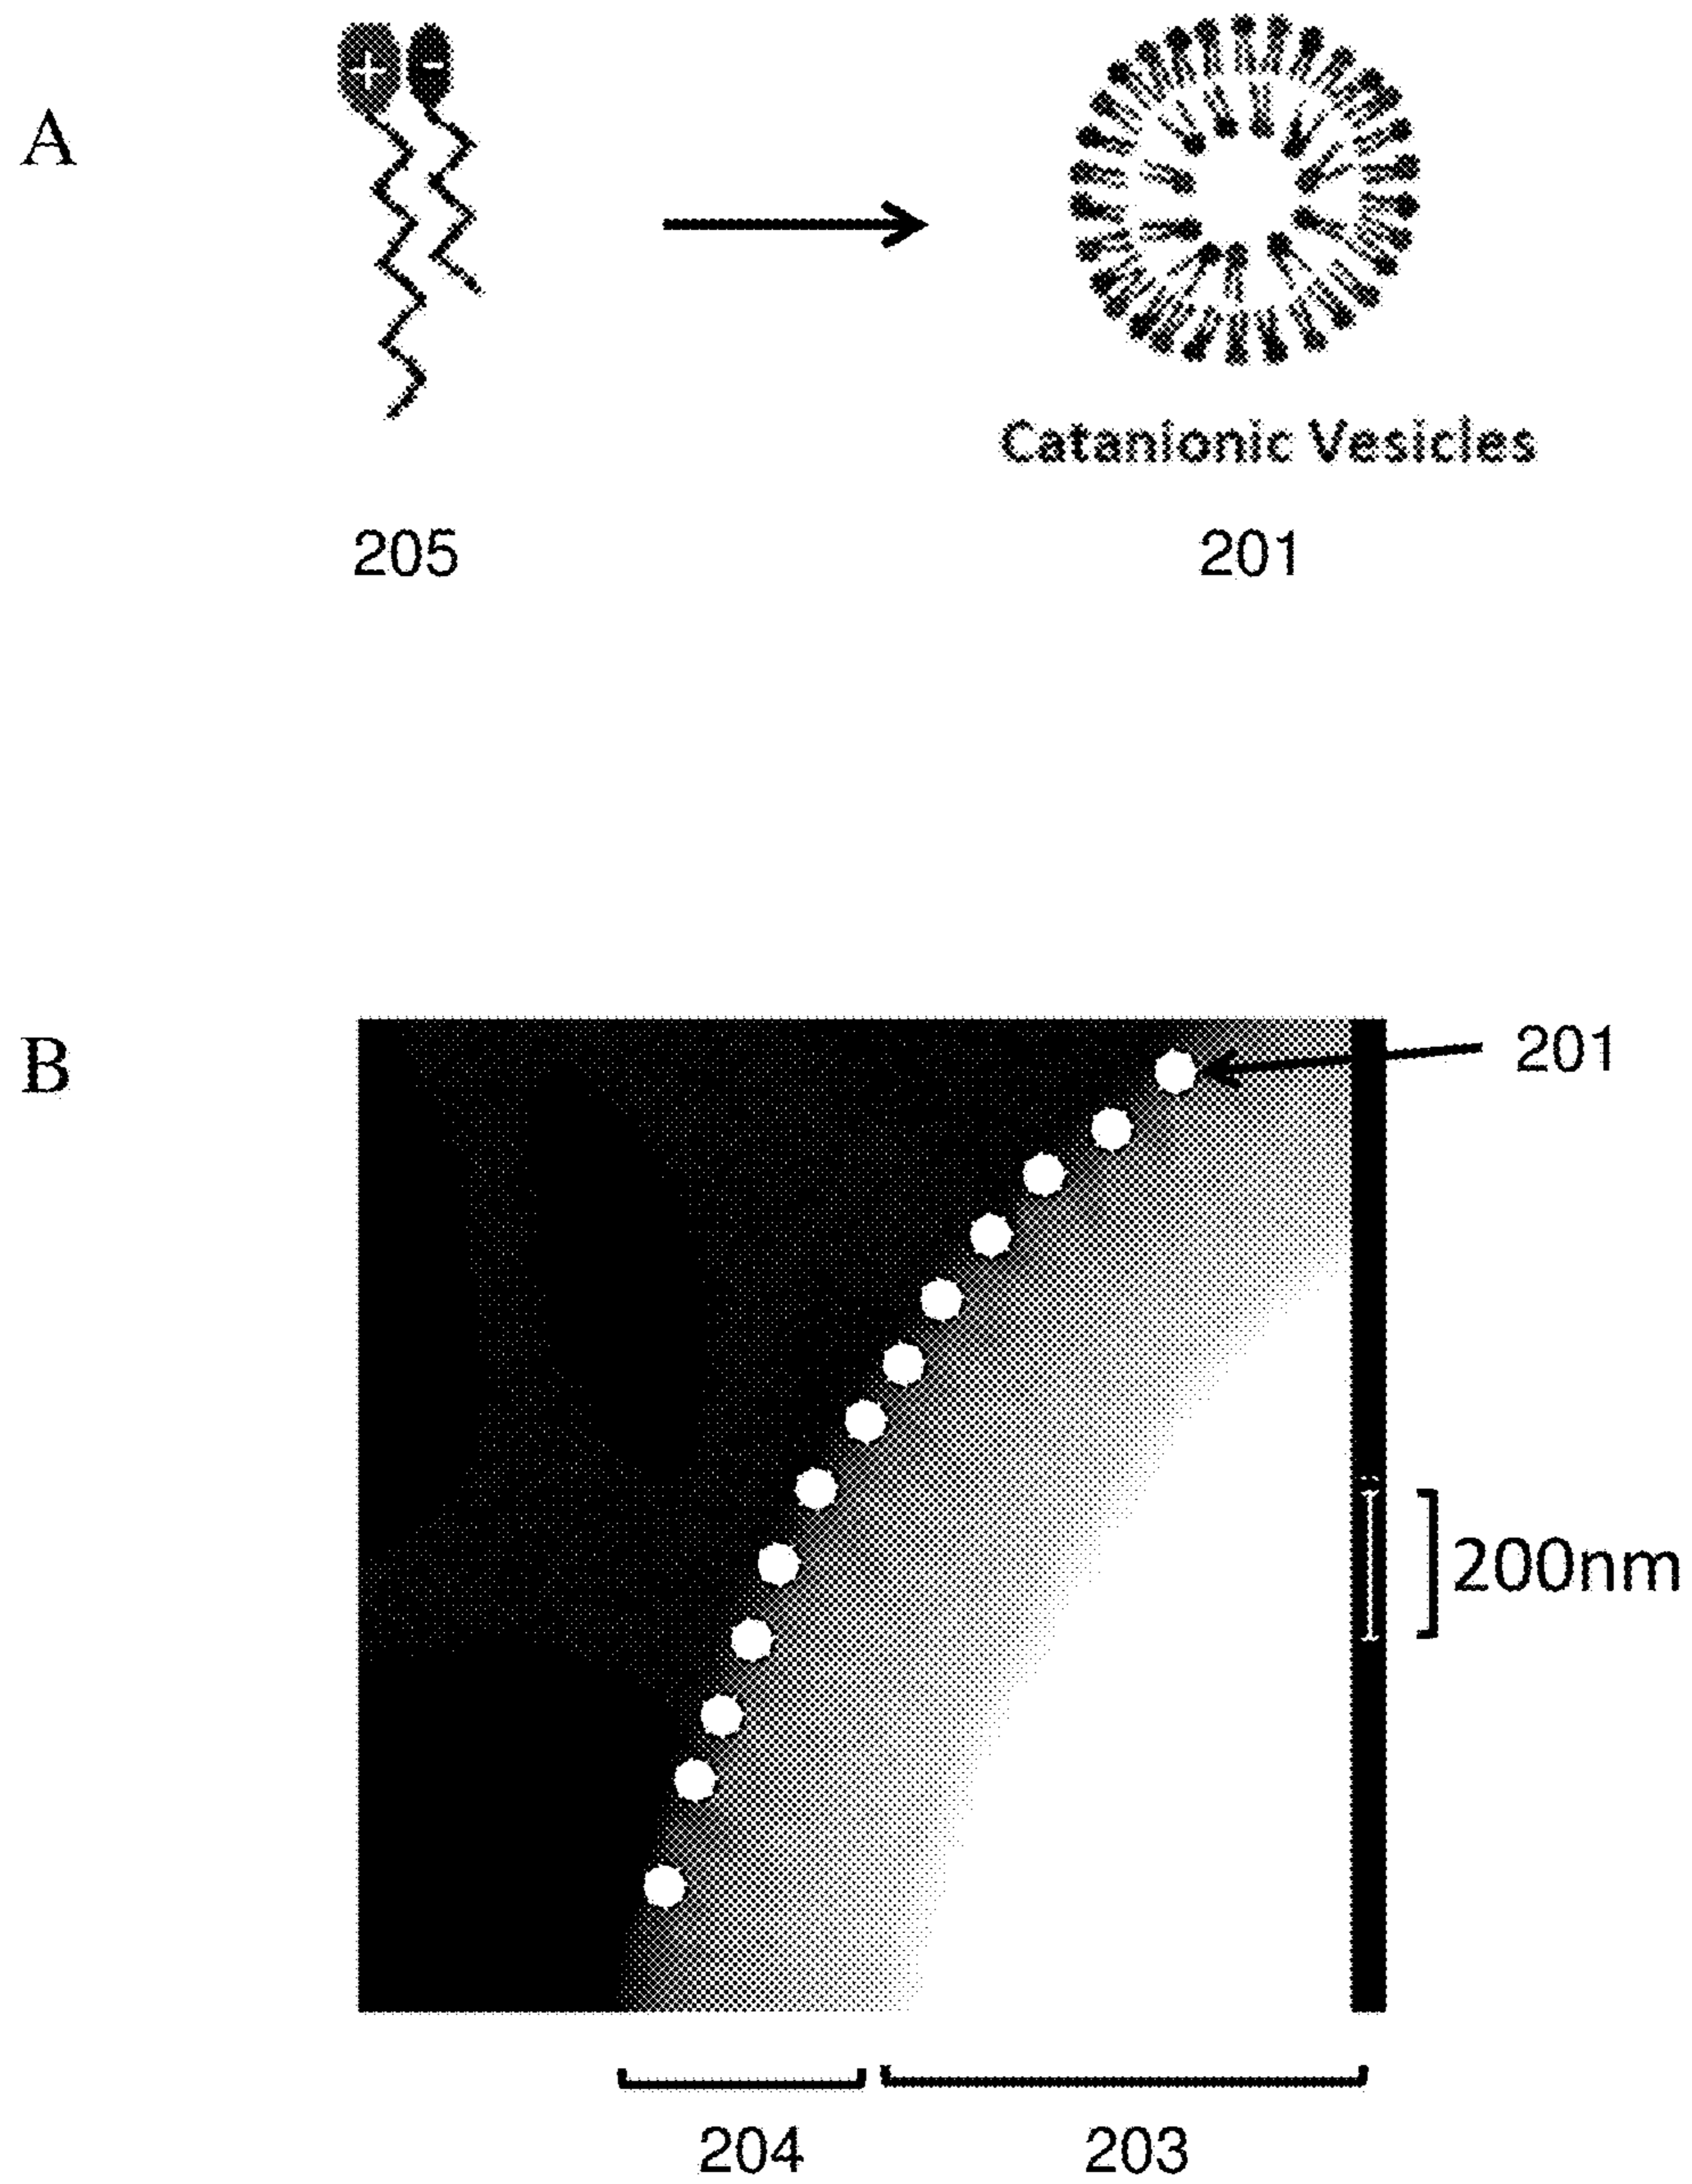 A
+ -
Catanionic Vesicles
205 201
B
201
200nm
204 203